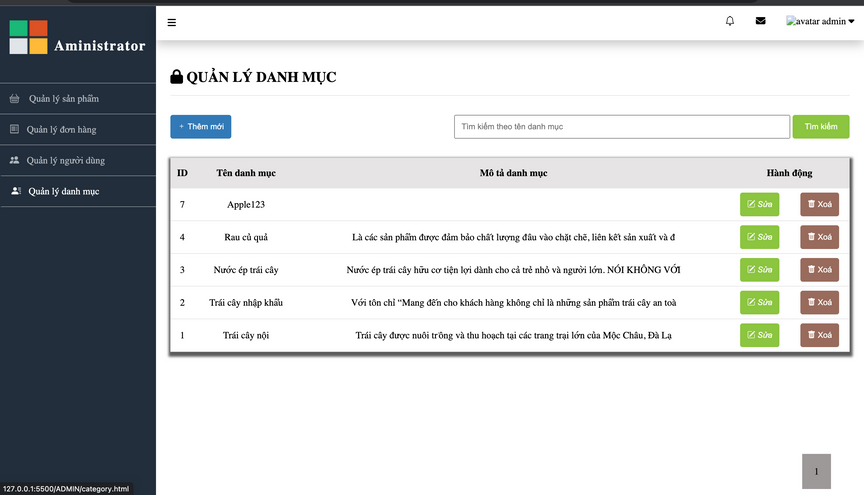 Aministrator
Quản lý sản phẩm
Quản lý đơn hàng
Quản lý người dùng
Quản lý danh mục
avatar admin
QUẢN LÝ DANH MỤC
+ Thêm mới
Tìm kiếm theo tên danh mục
Tìm kiếm
ID Tên danh mục Mô tả danh mục Hành động
7 Apple123 Sửa Xoá
4 Rau củ quả Là các sản phẩm được đảm bảo chất lượng đầu vào chặt chẽ, liên kết sản xuất và đ Sửa Xoá
3 Nước ép trái cây Nước ép trái cây hữu cơ tiện lợi dành cho cả trẻ nhỏ và người lớn. NÓI KHÔNG VỚI Sửa Xoá
2 Trái cây nhập khẩu Với tôn chỉ “Mang đến cho khách hàng không chỉ là những sản phẩm trái cây an toà Sửa Xoá
1 Trái cây nội Trái cây được nuôi trồng và thu hoạch tại các trang trại lớn của Mộc Châu, Đà Lạ Sửa Xoá
1
127.0.0.1:5500/ADMIN/category.html